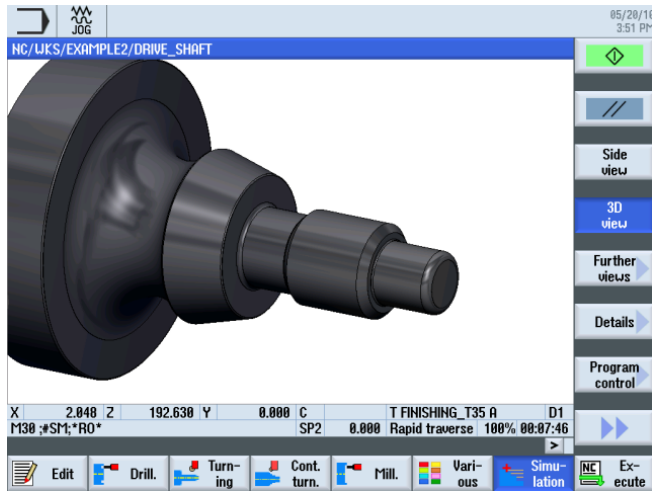 JOG
05/20/10
3:51 PM
NC/WKS/EXAMPLE2/DRIVE_SHAFT
Side
view
3D
view
Further
views
Details
Program
control
X 2.048 Z 192.630 Y 0.000 C T FINISHING_T35 A D1
M30 ;#SM;*RO* SP2 0.000 Rapid traverse 100% 00:07:46
>
Edit
Drill.
Turn-
ing
Cont.
turn.
Mill.
Vari-
ous
Simu-
lation
NC
Ex-
ecute